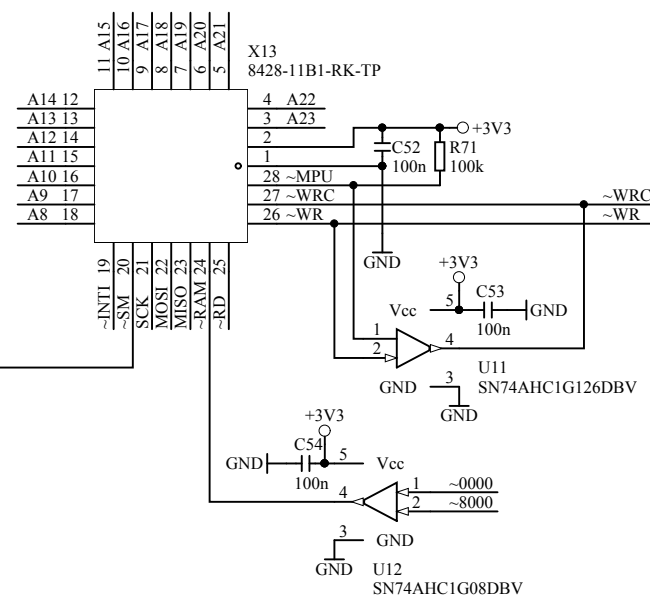 11 A15
10 A16
9 A17
8 A18
7 A19
6 A20
5 A21
X13
8428-11B1-RK-TP
A14 12
A13 13
A12 14
A11 15
A10 16
A9 17
A8 18
4 A22
3 A23
2
1
28 ~MPU
27 ~WRC
26 ~WR
+3V3
C52
100n
R71
100k
~WRC
~WR
GND
~INTI 19
~SM 20
SCK 21
MOSI 22
MISO 23
~RAM 24
~RD 25
+3V3
Vcc 5
C53
100n
GND
1
2
4
U11
SN74AHC1G126DBV
GND 3
GND
+3V3
C54
GND
100n
5 Vcc
4
1 ~0000
2 ~8000
3 GND
GND
U12
SN74AHC1G08DBV